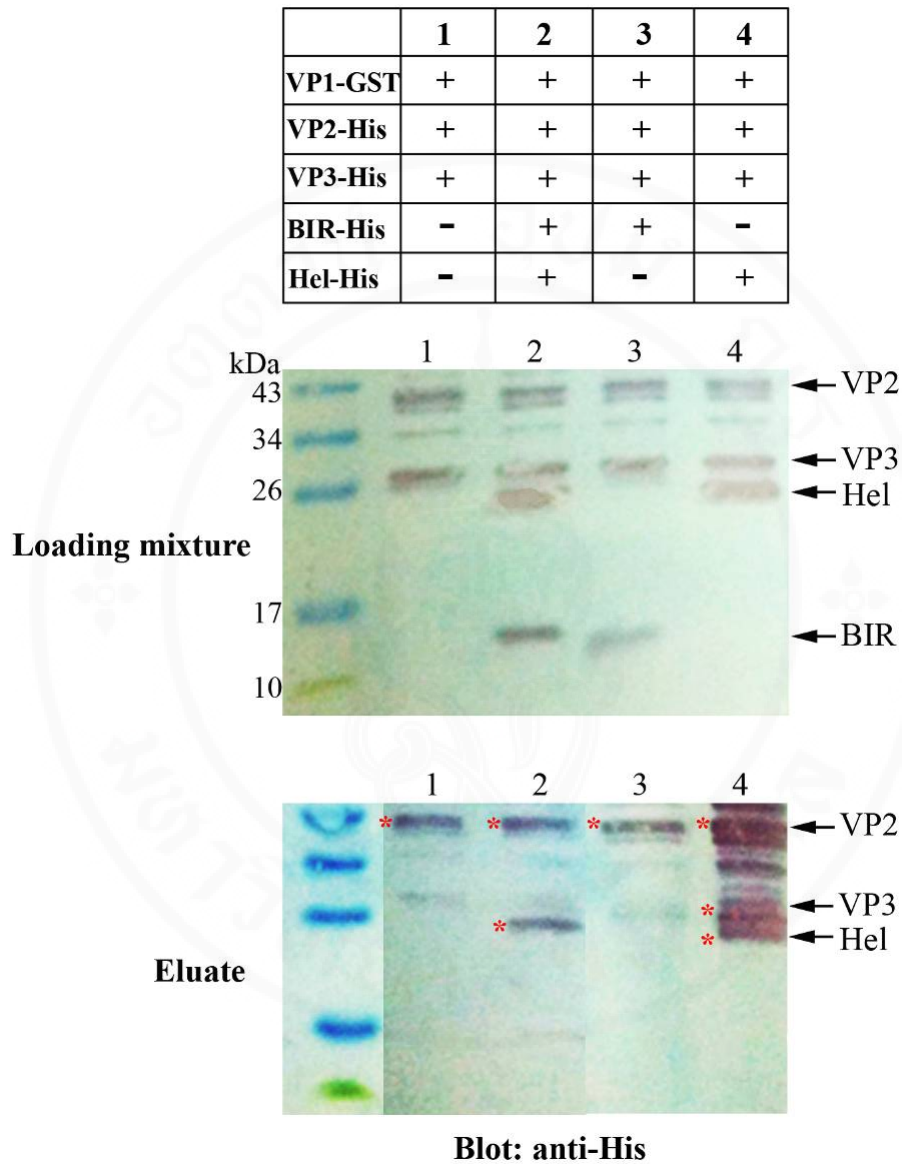 1 2 3 4
VP1-GST + + + +
VP2-His + + + +
VP3-His + + + +
BIR-His - + + -
Hel-His - + - +
kDa 1 2 3 4
43 VP2
34 VP3
26 Hel
Loading mixture
17 BIR
10
1 2 3 4
* * * * VP2
* VP3
* * Hel
Eluate
Blot: anti-His